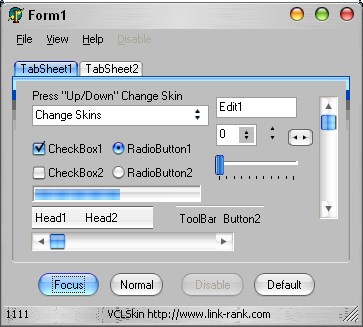 Form1
File View Help Disable
TabSheet1 TabSheet2
Press "Up/Down" Change Skin
Edit1
Change Skins
0
CheckBox1 RadioButton1
CheckBox2 RadioButton2
Head1 Head2 ToolBar Button2
Focus Normal Disable Default
1111 VCLSkin http://www.link-rank.com